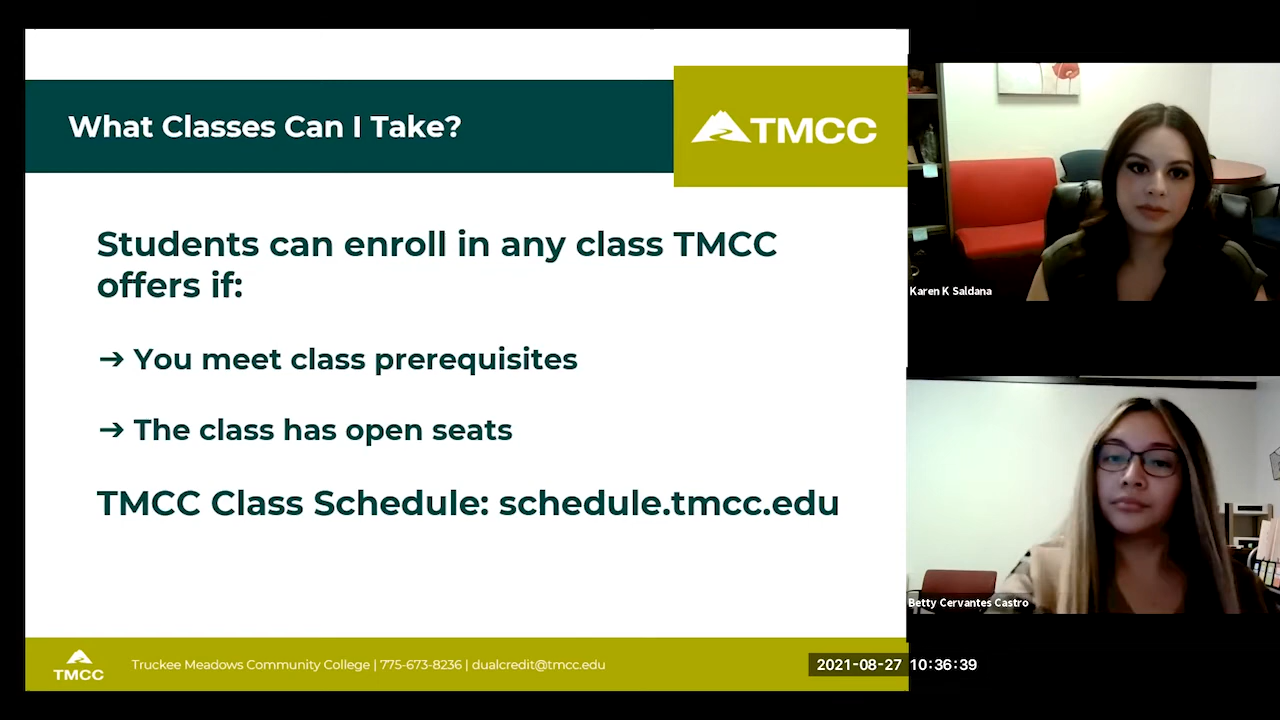 What Classes Can I Take?
TMCC
Students can enroll in any class TMCC
offers if:
→ You meet class prerequisites
→ The class has open seats
TMCC Class Schedule: schedule.tmcc.edu
TMCC
Truckee Meadows Community College | 775-673-8236 | dualcredit@tmcc.edu
2021-08-27 10:36:39
Karen K Saldana
Betty Cervantes Castro